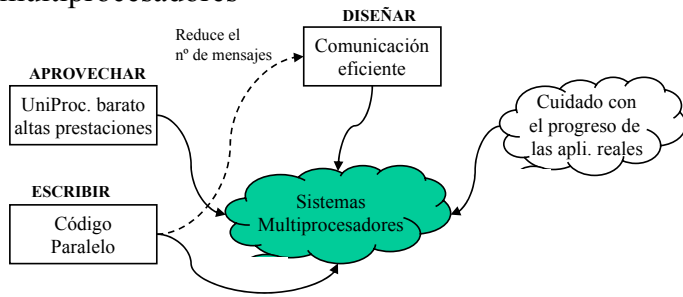 multiprocesadores
DISEÑAR
Reduce el
nº de mensajes
Comunicación
eficiente
APROVECHAR
UniProc. barato
altas prestaciones
Cuidado con
el progreso de
las apli. reales
ESCRIBIR
Código
Paralelo
Sistemas
Multiprocesadores